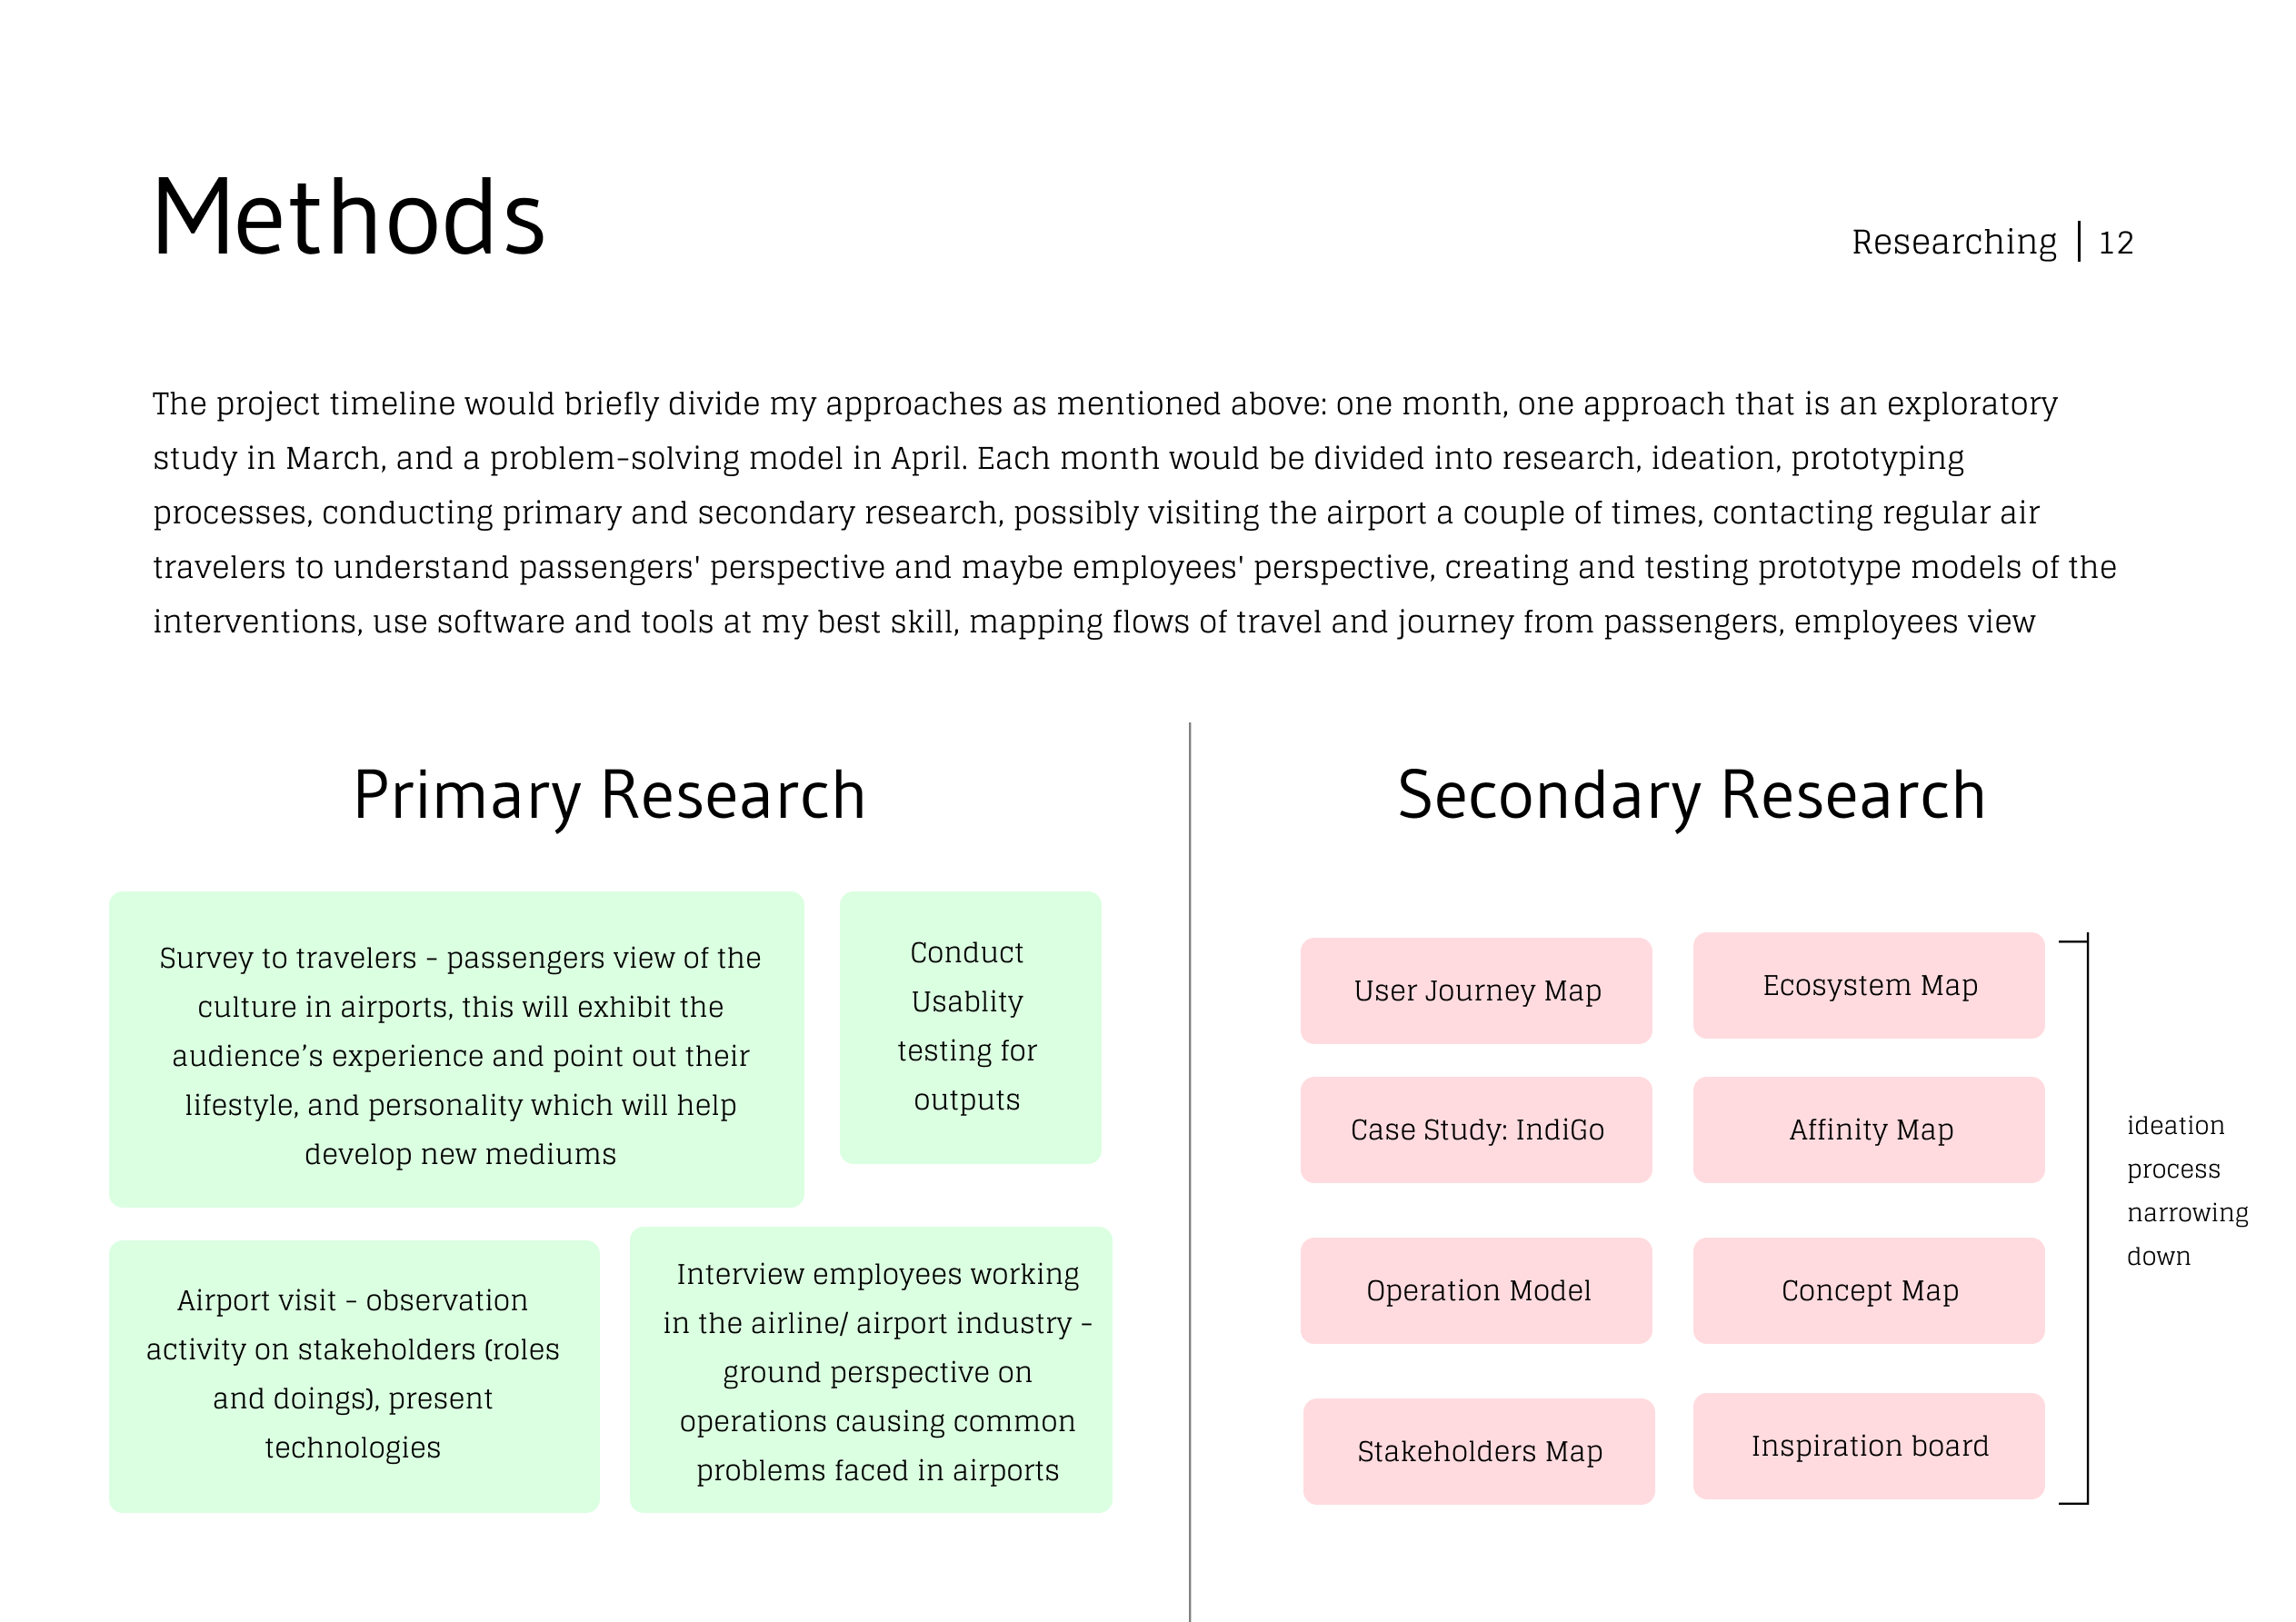 Methods
Researching | 12
The project timeline would briefly divide my approaches as mentioned above: one month, one approach that is an exploratory
study in March, and a problem-solving model in April. Each month would be divided into research, ideation, prototyping
processes, conducting primary and secondary research, possibly visiting the airport a couple of times, contacting regular air
travelers to understand passengers' perspective and maybe employees' perspective, creating and testing prototype models of the
interventions, use software and tools at my best skill, mapping flows of travel and journey from passengers, employees view
Primary Research
Survey to travelers - passengers view of the
culture in airports, this will exhibit the
audience’s experience and point out their
lifestyle, and personality which will help
develop new mediums
Conduct
Usablity
testing for
outputs
Airport visit - observation
activity on stakeholders (roles
and doings), present
technologies
Interview employees working
in the airline/ airport industry -
ground perspective on
operations causing common
problems faced in airports
Secondary Research
User Journey Map
Ecosystem Map
Case Study: IndiGo
Affinity Map
Operation Model
Concept Map
Stakeholders Map
Inspiration board
ideation
process
narrowing
down